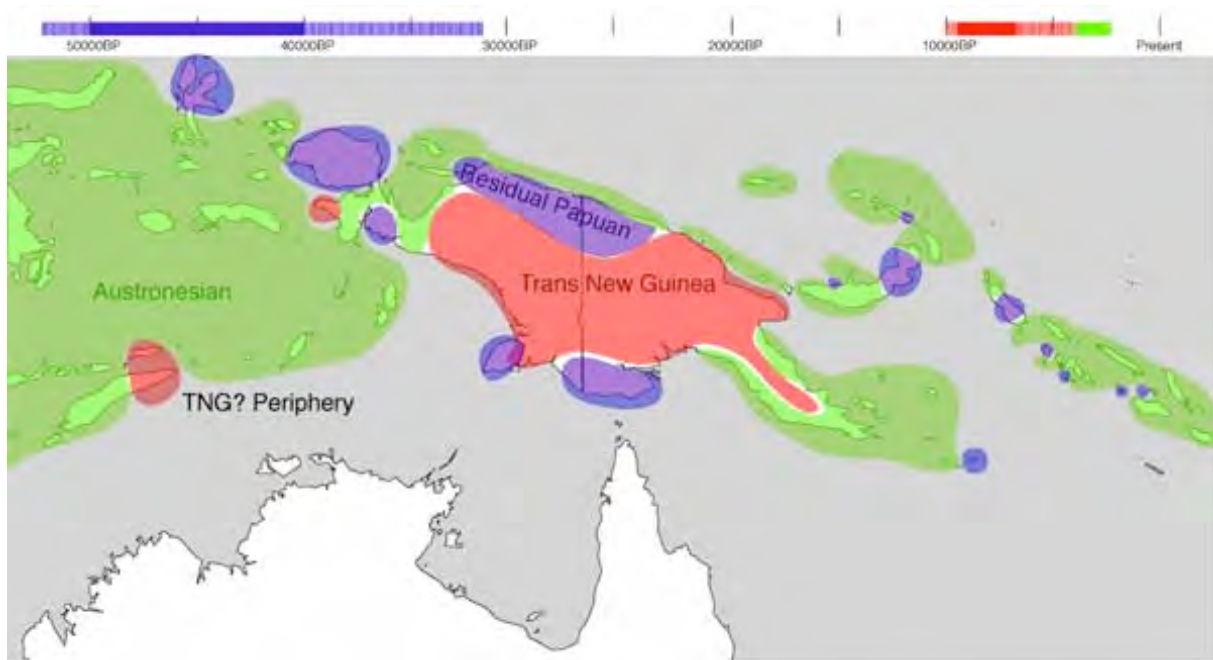 50000BP 40000BP 30000BP 20000BP 10000BP Present
Residual Papuan
Trans New Guinea
Austronesian
TNG? Periphery